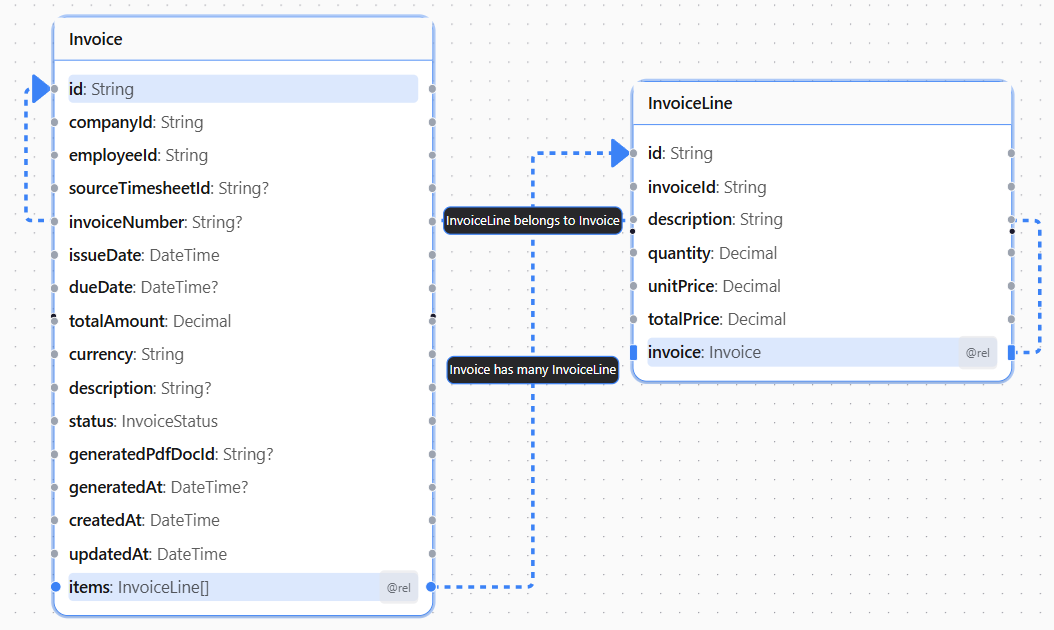 Invoice
id: String
companyId: String
employeeId: String
sourceTimesheetId: String?
invoiceNumber: String?
issueDate: DateTime
dueDate: DateTime?
totalAmount: Decimal
currency: String
description: String?
status: InvoiceStatus
generatedPdfDocId: String?
generatedAt: DateTime?
createdAt: DateTime
updatedAt: DateTime
items: InvoiceLine[] @rel
InvoiceLine belongs to Invoice
Invoice has many InvoiceLine
InvoiceLine
id: String
invoiceId: String
description: String
quantity: Decimal
unitPrice: Decimal
totalPrice: Decimal
invoice: Invoice @rel